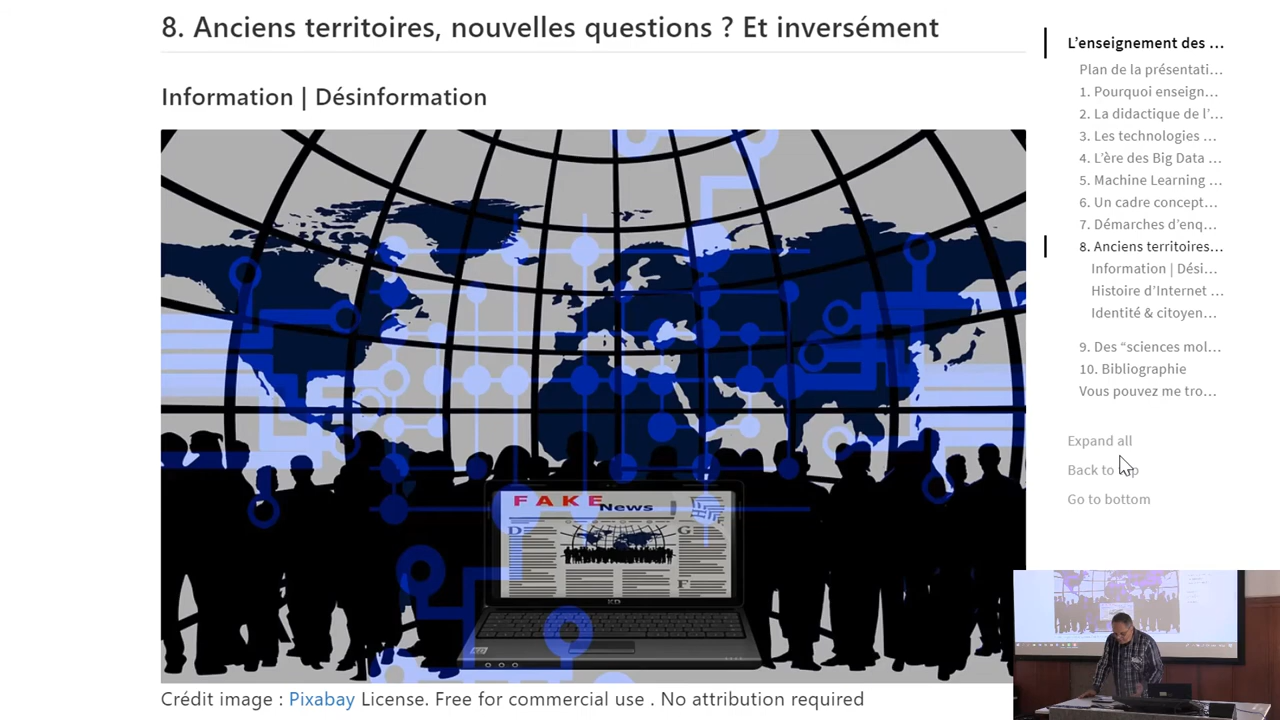 8. Anciens territoires, nouvelles questions ? Et inversément
Information | Désinformation
FAKE
News
D
G
F
KD
Crédit image : Pixabay License. Free for commercial use . No attribution required
L’enseignement des …
Plan de la présentati…
1. Pourquoi enseign…
2. La didactique de l’…
3. Les technologies …
4. L’ère des Big Data …
5. Machine Learning …
6. Un cadre concept…
7. Démarches d’enq…
8. Anciens territoires…
Information | Dési…
Histoire d’Internet …
Identité & citoyen…
9. Des “sciences mol…
10. Bibliographie
Vous pouvez me tro…
Expand all
Back to
Go to bottom